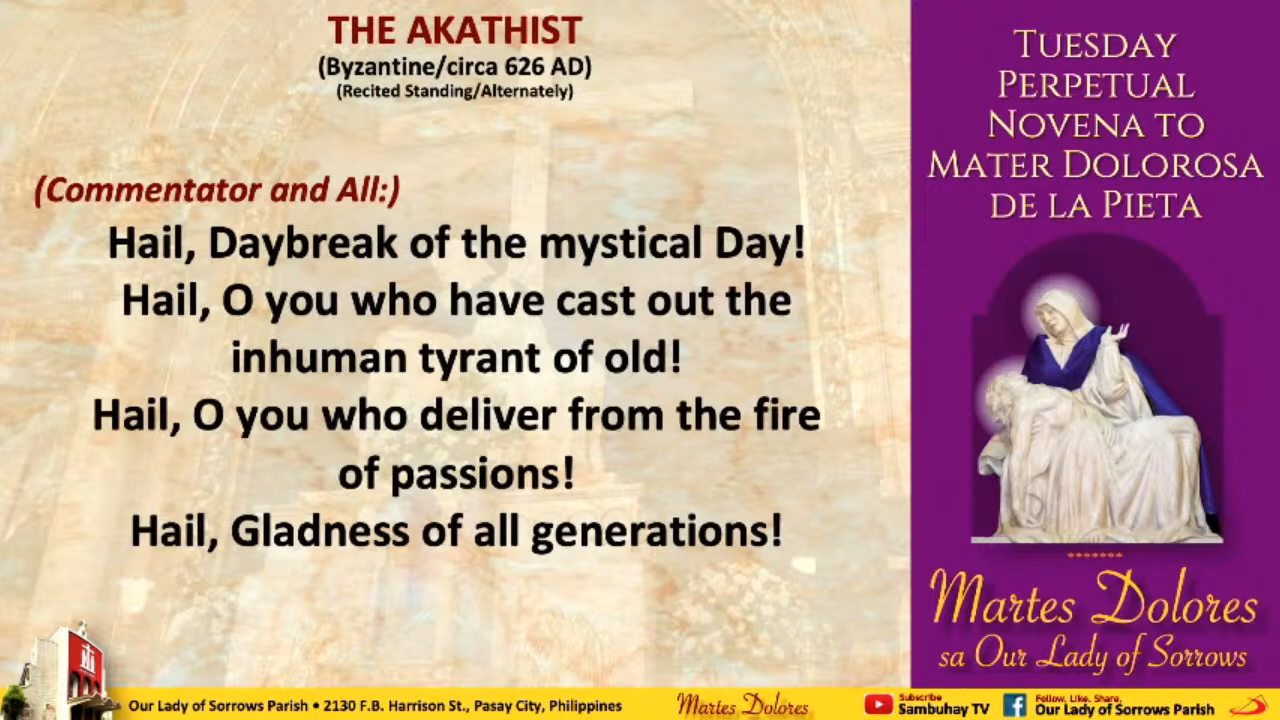 THE AKATHIST
(Byzantine/circa 626 AD)
(Recited Standing/Alternately)
(Commentator and All:)
Hail, Daybreak of the mystical Day!
Hail, O you who have cast out the
inhuman tyrant of old!
Hail, O you who deliver from the fire
of passions!
Hail, Gladness of all generations!
TUESDAY
PERPETUAL
NOVENA TO
MATER DOLOROSA
DE LA PIETA
Martes Dolores
sa Our Lady of Sorrows
Our Lady of Sorrows Parish • 2130 F.B. Harrison St., Pasay City, Philippines
Martes Dolores
Subscribe
Sambuhay TV
Follow. Like. Share.
Our Lady of Sorrows Parish